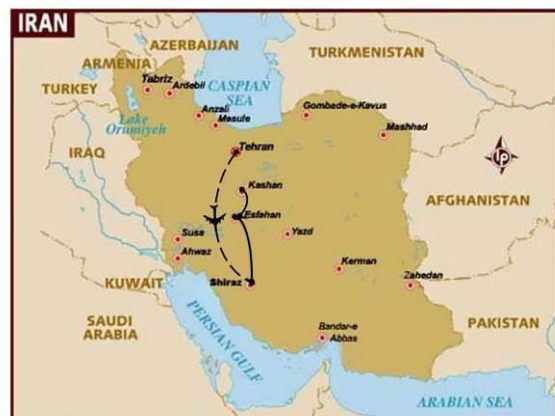 IRAN
AZERBAIJAN
ARMENIA
TURKEY
TURKMENISTAN
CASPIAN
SEA
Tabriz
Ardebil
Anzali
Masule
Gombade-e-Kavus
Mashhad
Lake
Orumiyeh
Tehran
IRAQ
Kashan
AFGHANISTAN
LP
Esfahan
Yazd
Susa
Ahwaz
Kerman
Zahedan
KUWAIT
Shiraz
SAUDI
ARABIA
PERSIAN GULF
Bandar-e
Abbas
PAKISTAN
ARABIAN SEA